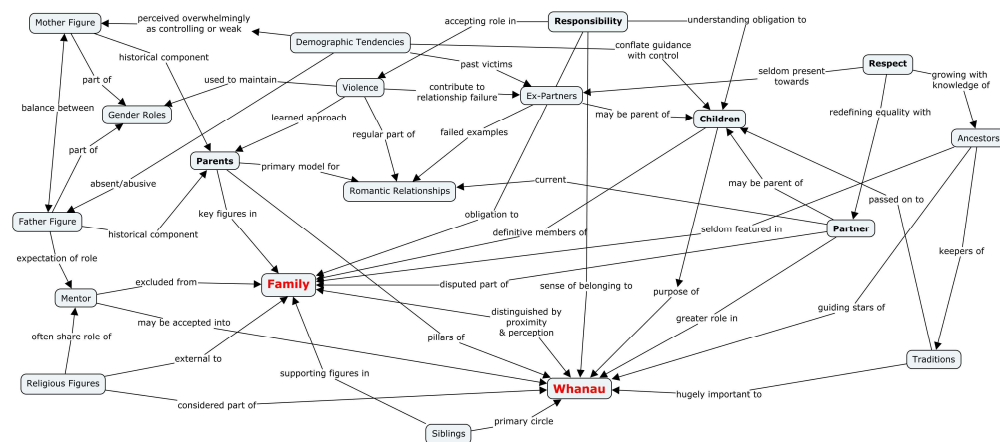 Mother Figure
perceived overwhelmingly
as controlling or weak
accepting role in
Responsibility
understanding obligation to
Demographic Tendencies
historical component
conflate guidance
with control
Respect
past victims
part of
used to maintain
Violence
contribute to
relationship failure
Ex-Partners
seldom present
towards
growing with
knowledge of
balance between
Gender Roles
may be parent of
Children
redefining equality with
learned approach
regular part of
failed examples
Ancestors
part of
Parents
primary model for
absent/abusive
Romantic Relationships
current
may be parent of
passed on to
Father Figure
historical component
key figures in
obligation to
definitive members of
seldom featured in
Partner
expectation of role
keepers of
Mentor
excluded from
Family
disputed part of
sense of belonging to
purpose of
may be accepted into
distinguished by
proximity
& perception
greater role in
guiding stars of
often share role of
pillars of
external to
Traditions
Religious Figures
supporting figures in
Whanau
hugely important to
considered part of
primary circle
Siblings